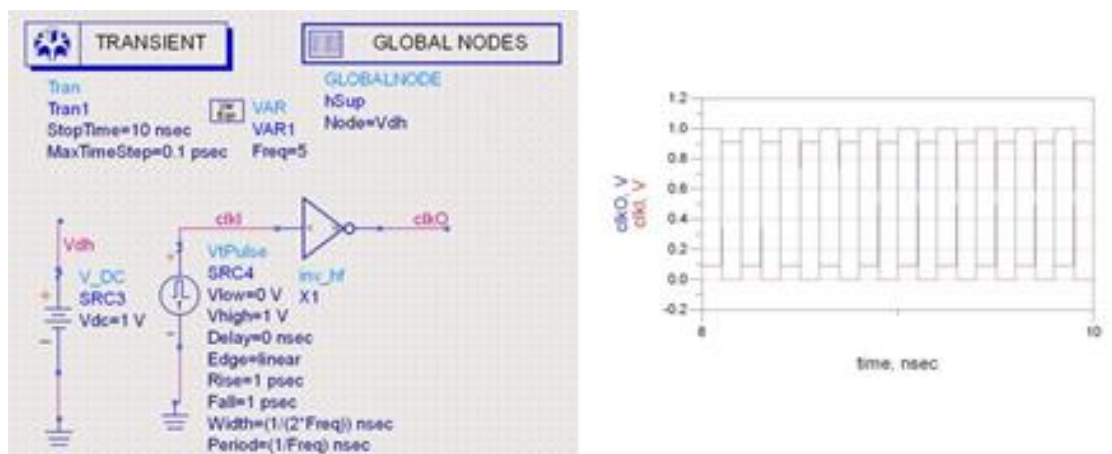 TRANSIENT
GLOBAL NODES
Tran
Tran1
StopTime=10 nsec
MaxTimeStep=0.1 psec
VAR
VAR1
Freq=5
GLOBALNODE
hSup
Node=Vdh
clkI
clkO
Vdh
V_DC
SRC3
Vdc=1 V
+
-
VtPulse
SRC4
Vlow=0 V
Vhigh=1 V
Delay=0 nsec
Edge=linear
Rise=1 psec
Fall=1 psec
Width=(1/(2*Freq)) nsec
Period=(1/Freq) nsec
+
-
inv_hf
X1
clkO, V
clkI, V
1.2
1.0
0.8
0.6
0.4
0.2
0.0
-0.2
8
10
time, nsec